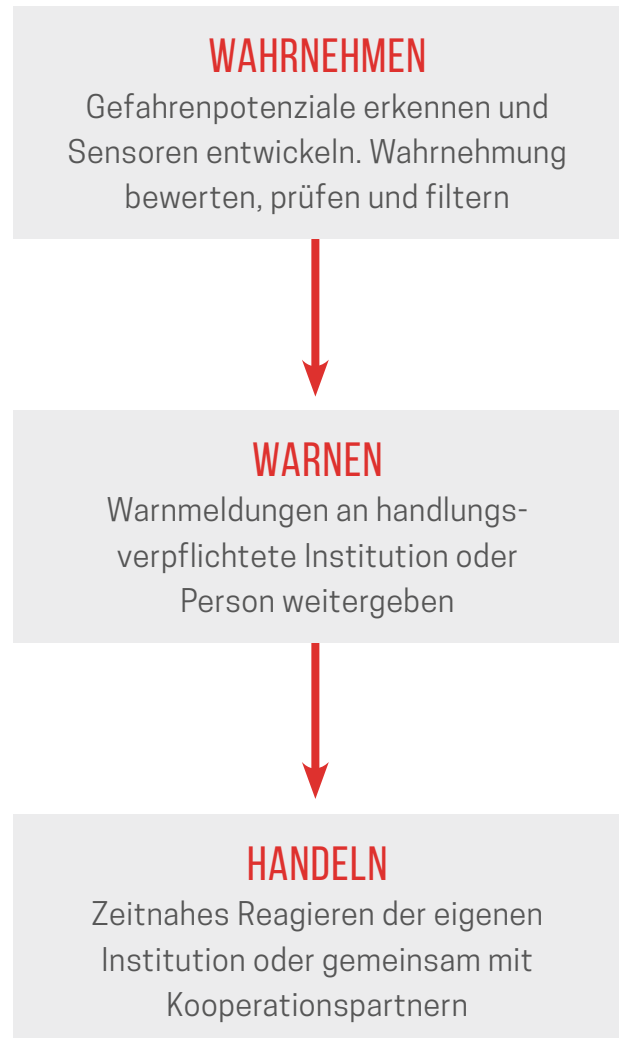 WAHRNEHMEN
Gefahrenpotenziale erkennen und
Sensoren entwickeln. Wahrnehmung
bewerten, prüfen und filtern
WARNEN
Warnmeldungen an handlungs-
verpflichtete Institution oder
Person weitergeben
HANDELN
Zeitnahes Reagieren der eigenen
Institution oder gemeinsam mit
Kooperationspartnern